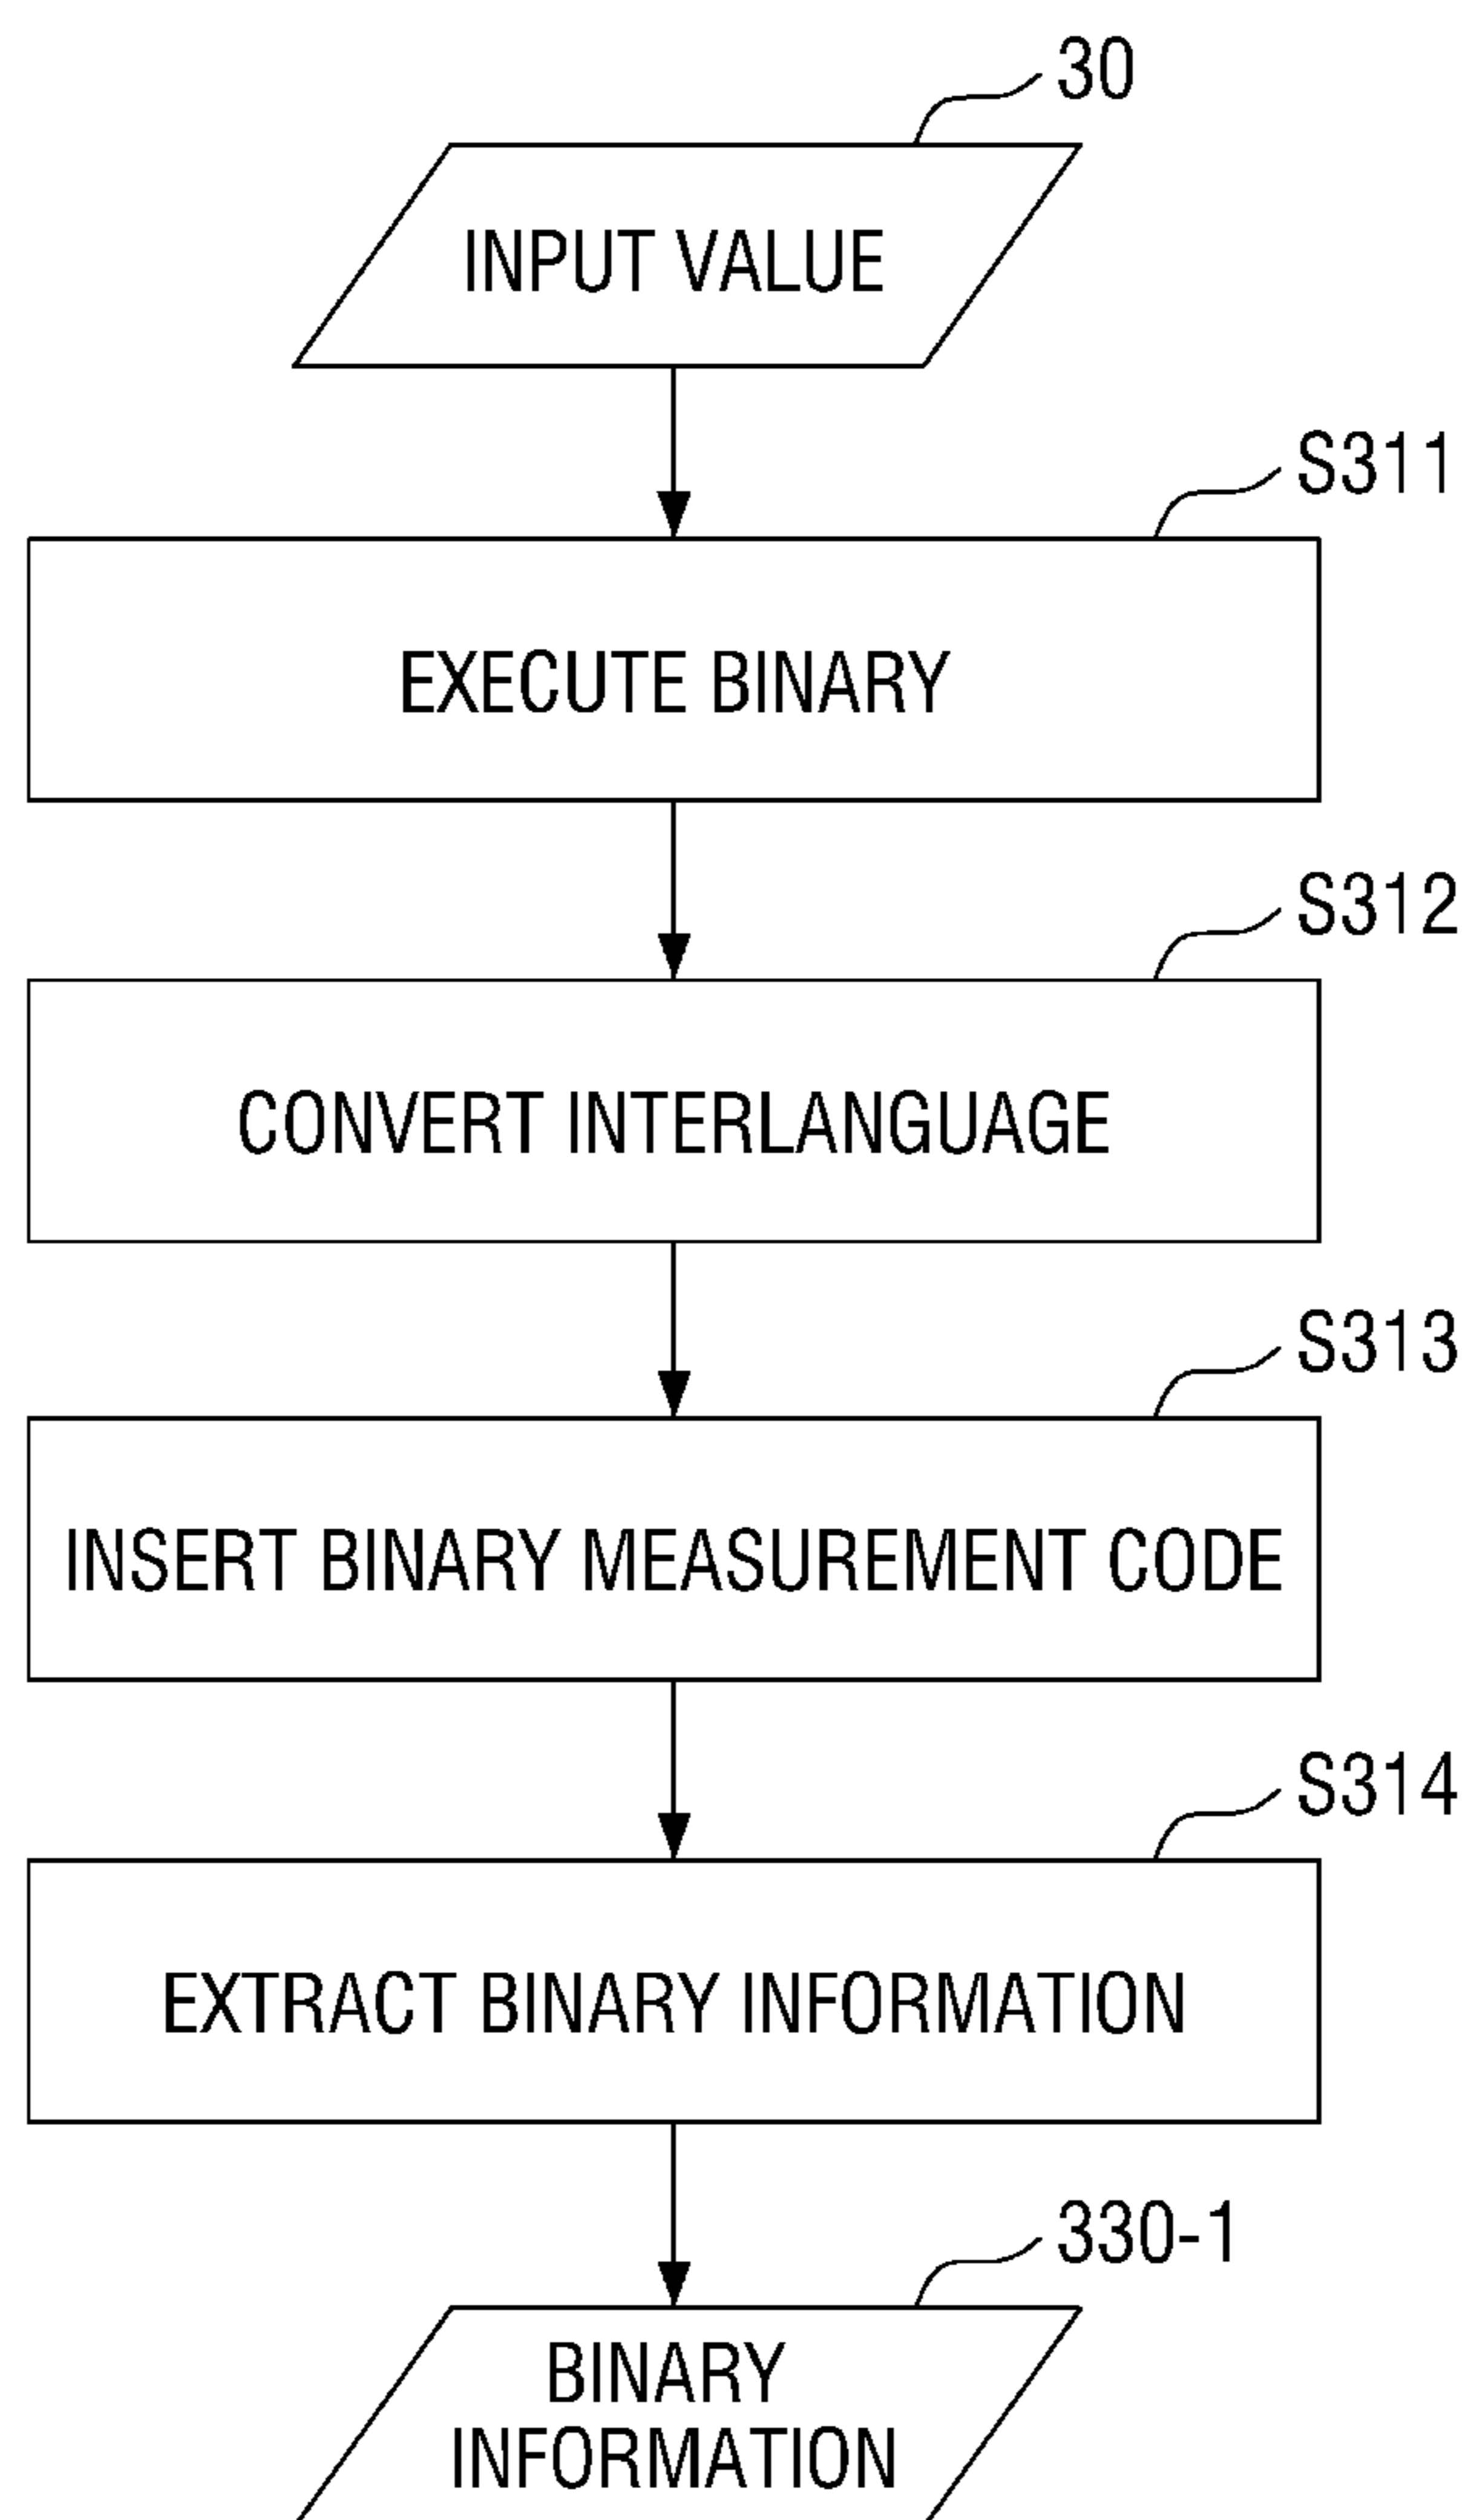 30
INPUT VALUE
S311
EXECUTE BINARY
S312
CONVERT INTERLANGUAGE
S313
INSERT BINARY MEASUREMENT CODE
S314
EXTRACT BINARY INFORMATION
330-1
BINARY
INFORMATION